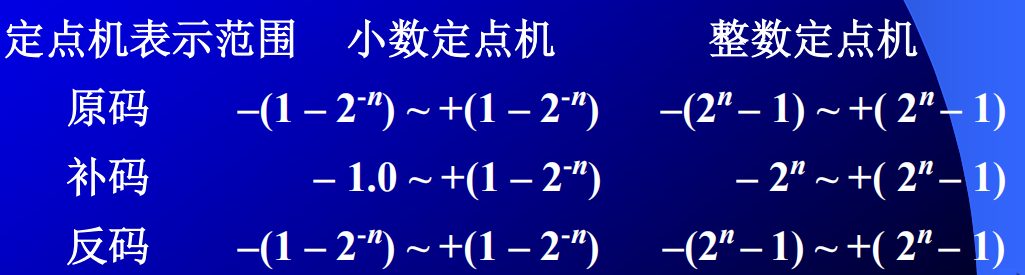 定点机表示范围 小数定点机 整数定点机
原码 –(1 – 2⁻ⁿ) ~ +(1 – 2⁻ⁿ) –(2ⁿ – 1) ~ +( 2ⁿ – 1)
补码 – 1.0 ~ +(1 – 2⁻ⁿ) – 2ⁿ ~ +( 2ⁿ – 1)
反码 –(1 – 2⁻ⁿ) ~ +(1 – 2⁻ⁿ) –(2ⁿ – 1) ~ +( 2ⁿ – 1)